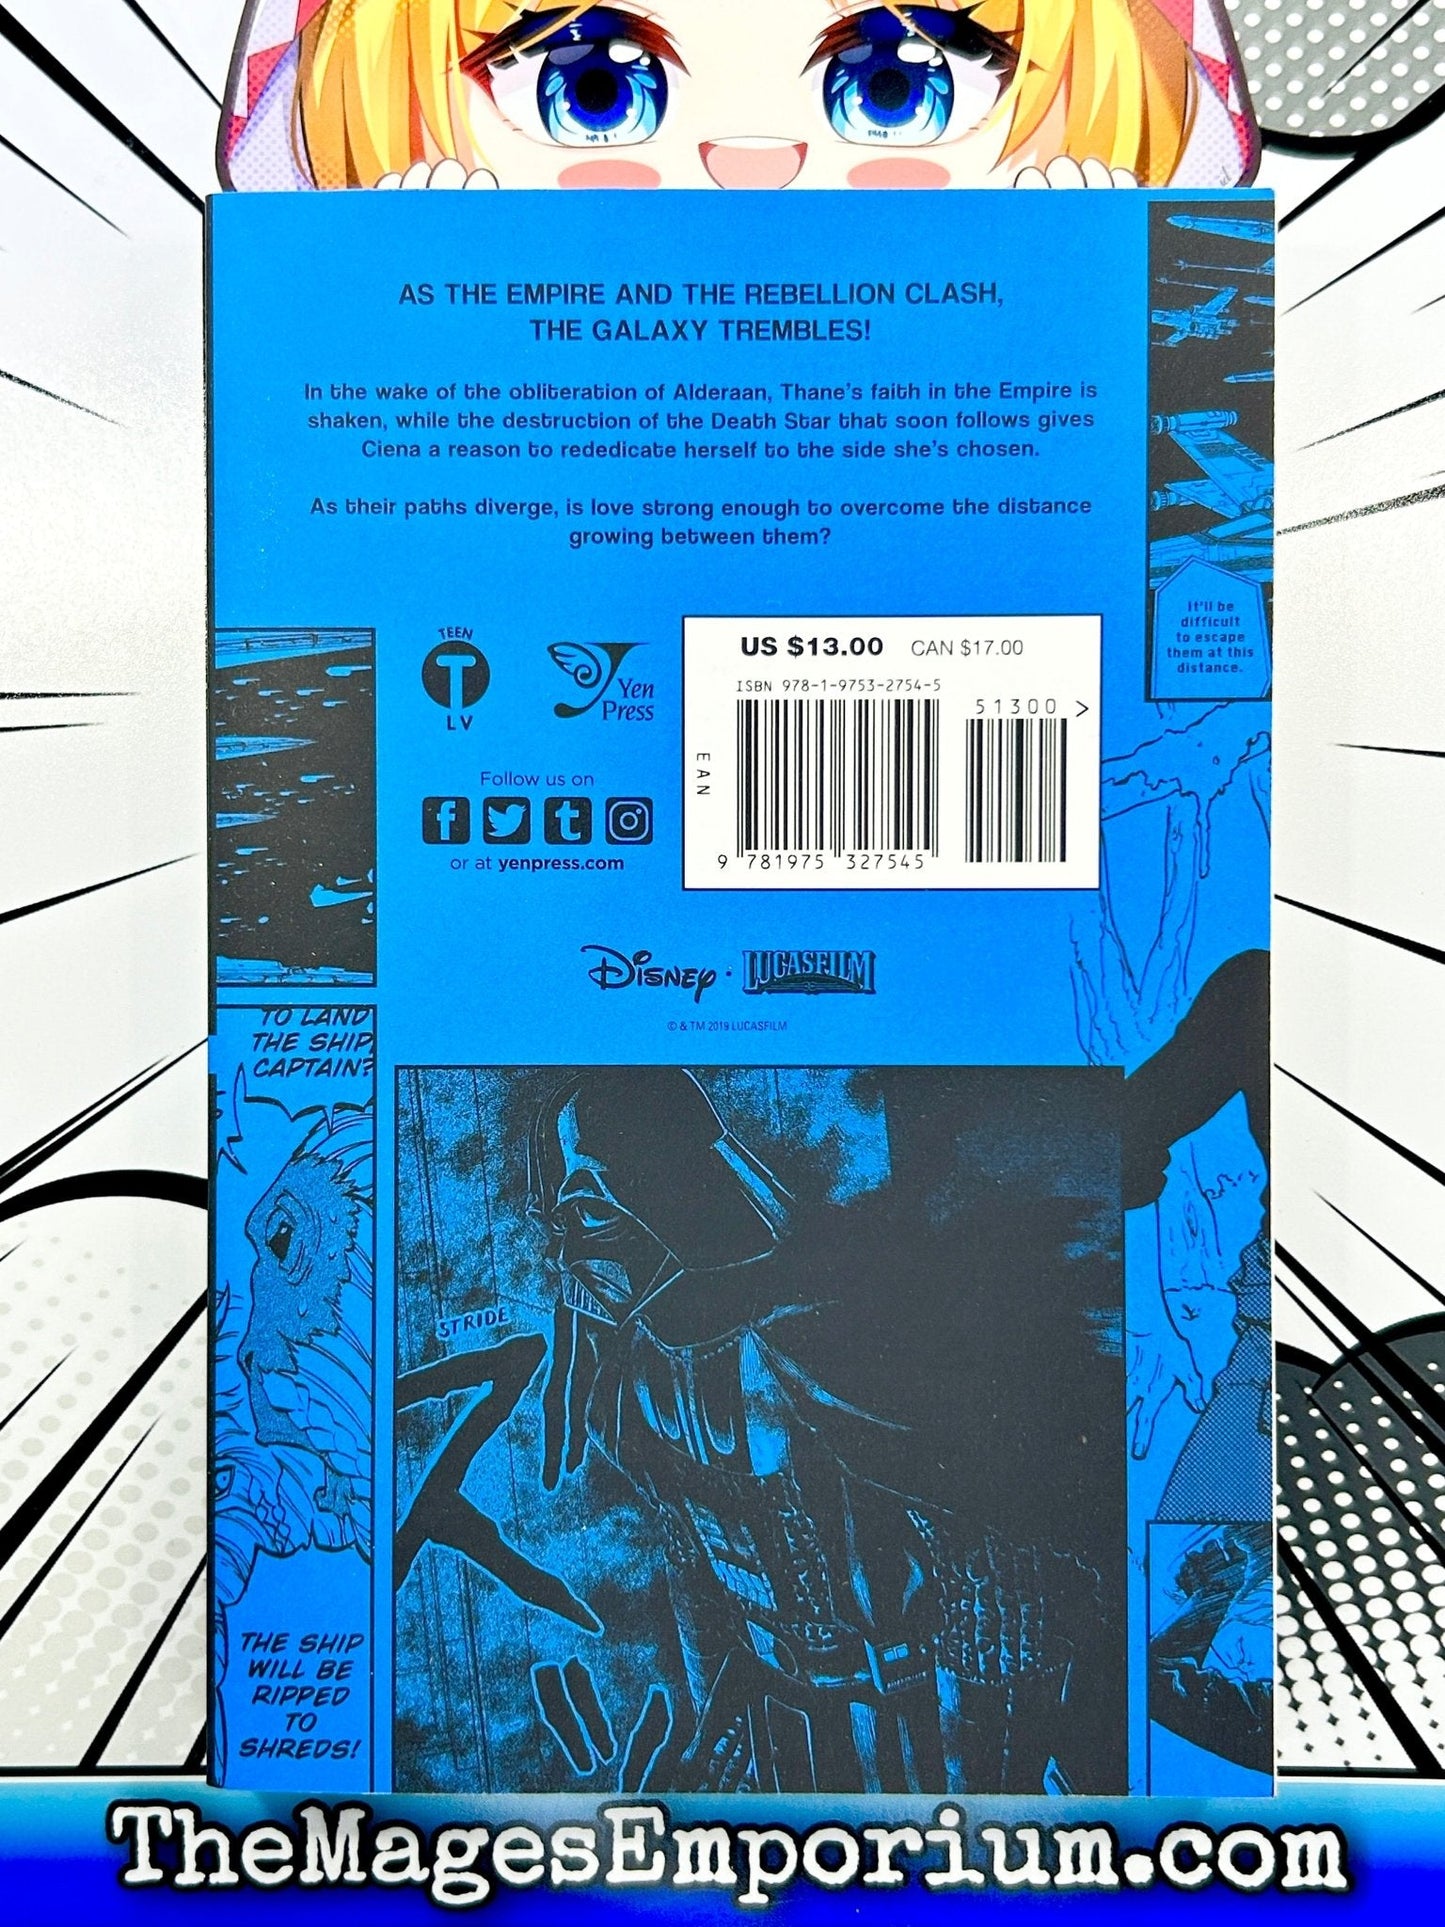 AS THE EMPIRE AND THE REBELLION CLASH,
THE GALAXY TREMBLES!
In the wake of the obliteration of Alderaan, Thane's faith in the Empire is
shaken, while the destruction of the Death Star that soon follows gives
Ciena a reason to rededicate herself to the side she's chosen.
As their paths diverge, is love strong enough to overcome the distance
growing between them?
It'll be
difficult
to escape
them at this
distance.
TEEN
T
LV
Yen
Press
US $13.00 CAN $17.00
ISBN 978-1-9753-2754-5
51300 >
EAN
9 781975 327545
Follow us on
or at yenpress.com
DISNEY · LUCASFILM
© & TM 2019 LUCASFILM
TO LAND
THE SHIP,
CAPTAIN?
STRIDE
THE SHIP
WILL BE
RIPPED
TO
SHREDS!
TheMagesEmporium.com